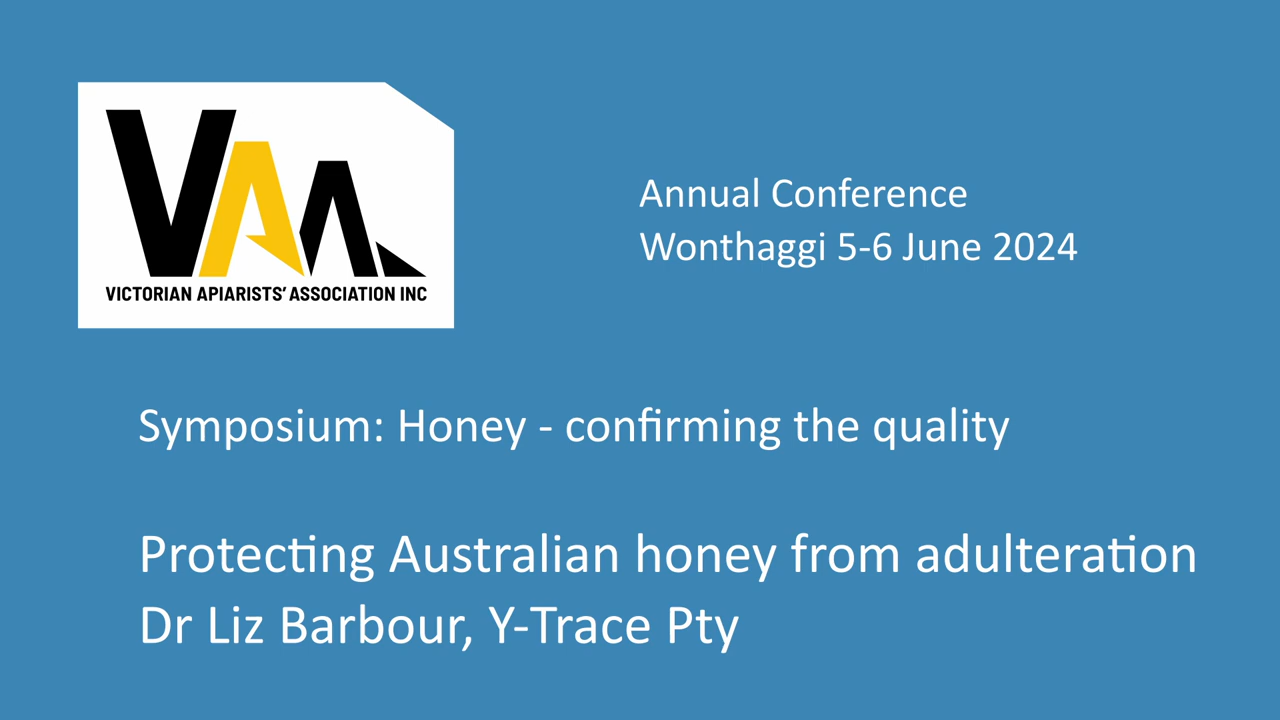 VAA
VICTORIAN APIARISTS’ ASSOCIATION INC
Annual Conference
Wonthaggi 5-6 June 2024
Symposium: Honey - confirming the quality
Protecting Australian honey from adulteration
Dr Liz Barbour, Y-Trace Pty